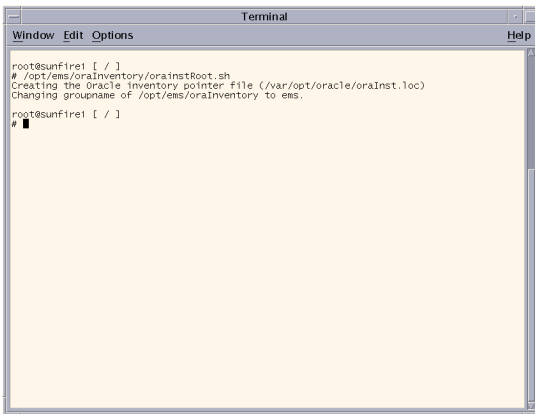 Terminal
Window Edit Options Help
root@sunfire1 [ / ]
# /opt/ems/oraInventory/orainstRoot.sh
Creating the Oracle inventory pointer file (/var/opt/oracle/oraInst.loc)
Changing groupname of /opt/ems/oraInventory to ems.
root@sunfire1 [ / ]
#